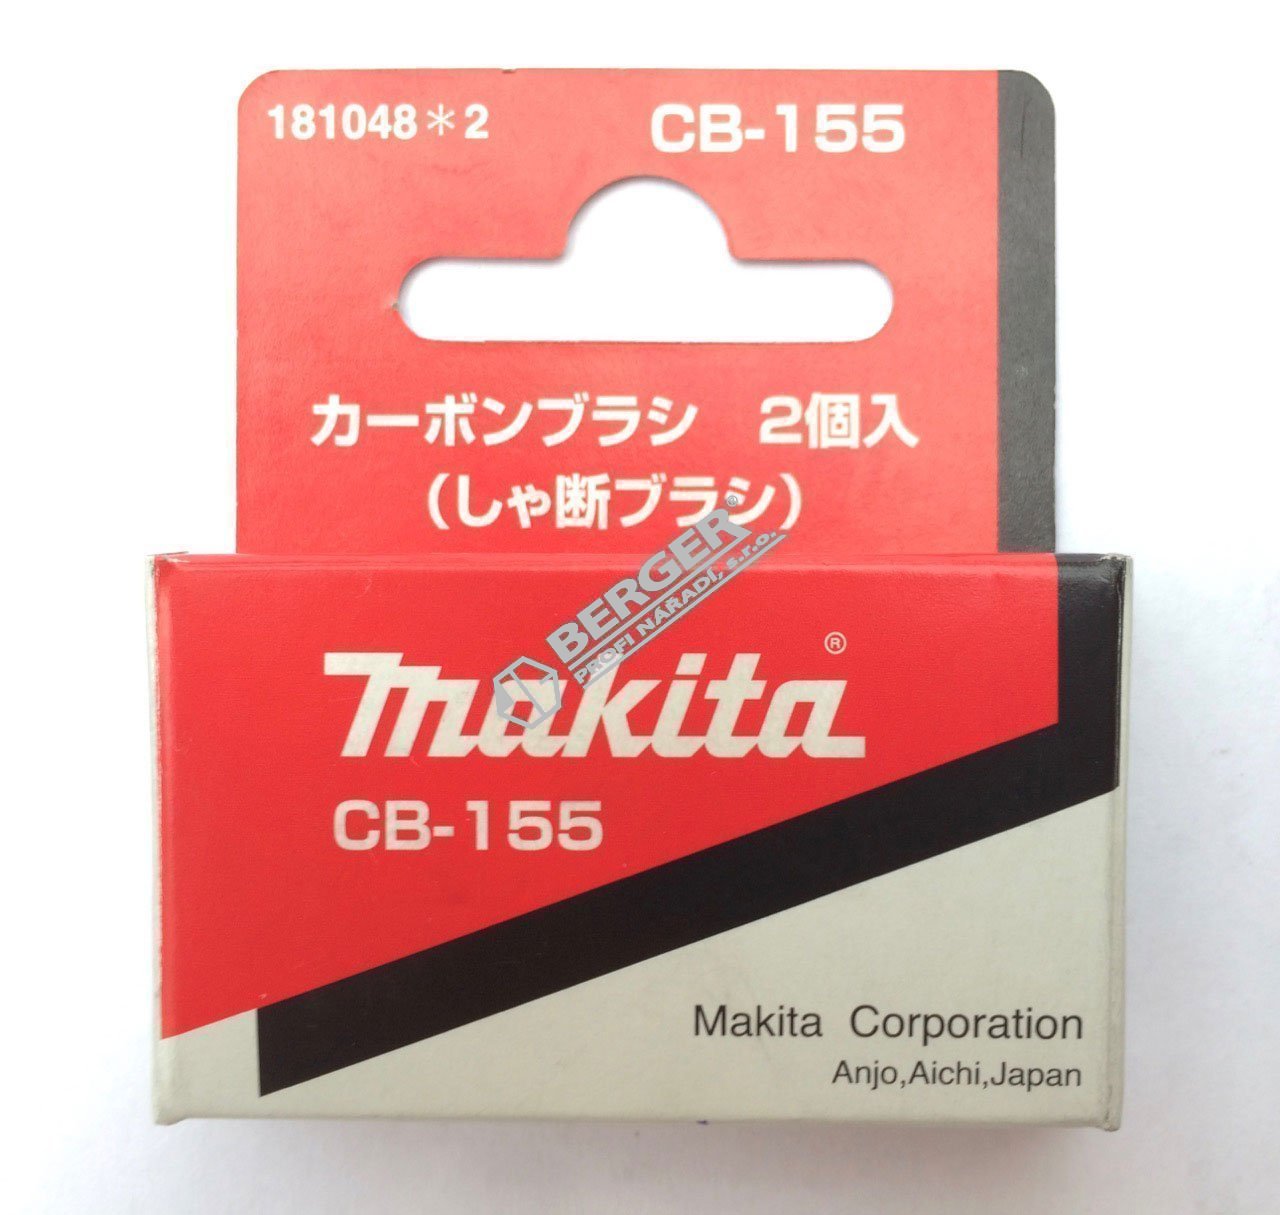 181048*2 CB-155
カーボンブラシ 2個入
(しゃ断ブラシ)
BERGER®
PROFI NÁŘADÍ, s.r.o.
makita®
CB-155
Makita Corporation
Anjo,Aichi,Japan